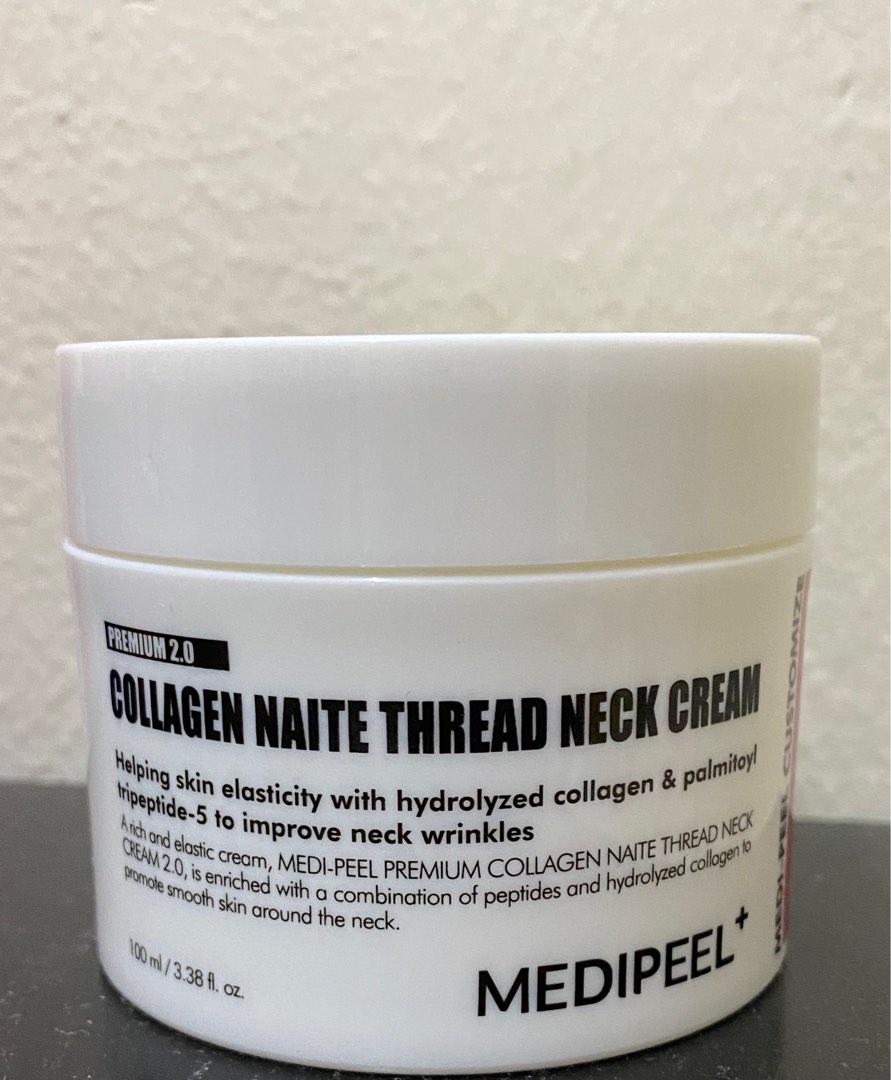 PREMIUM 2.0
COLLAGEN NAITE THREAD NECK CREAM
Helping skin elasticity with hydrolyzed collagen & palmitoyl
tripeptide-5 to improve neck wrinkles
A rich and elastic cream, MEDI-PEEL PREMIUM COLLAGEN NAITE THREAD NECK
CREAM 2.0, is enriched with a combination of peptides and hydrolyzed collagen to
promote smooth skin around the neck.
100 ml / 3.38 fl. oz.
MEDIPEEL+
MEDI-PEEL CUSTOMIZE